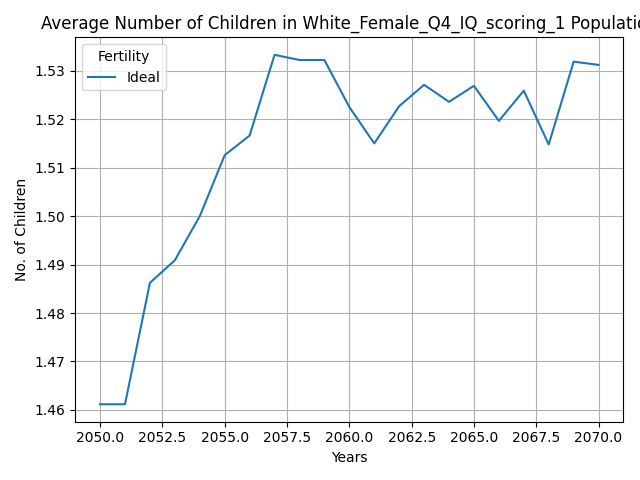 Average Number of Children in White_Female_Q4_IQ_scoring_1 Populatio
Fertility
Ideal
1.53
1.52
1.51
1.50
1.49
1.48
1.47
1.46
No. of Children
2050.0 2052.5 2055.0 2057.5 2060.0 2062.5 2065.0 2067.5 2070.0
Years